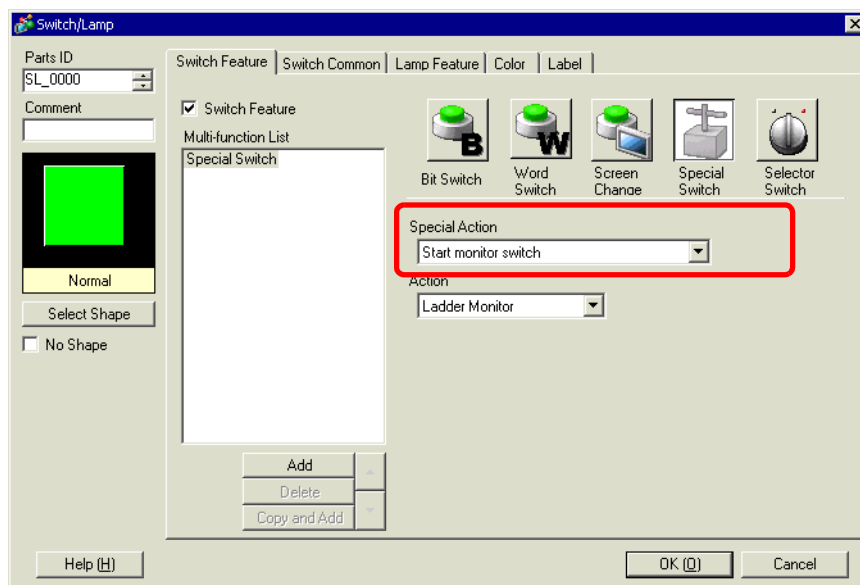 Switch/Lamp
Parts ID
SL_0000
Comment
Normal
Select Shape
No Shape
Switch Feature
Switch Common
Lamp Feature
Color
Label
Switch Feature
Multi-function List
Special Switch
Add
Delete
Copy and Add
B
Bit Switch
W
Word
Switch
Screen
Change
Special
Switch
Selector
Switch
Special Action
Start monitor switch
Action
Ladder Monitor
Help (H)
OK (O)
Cancel